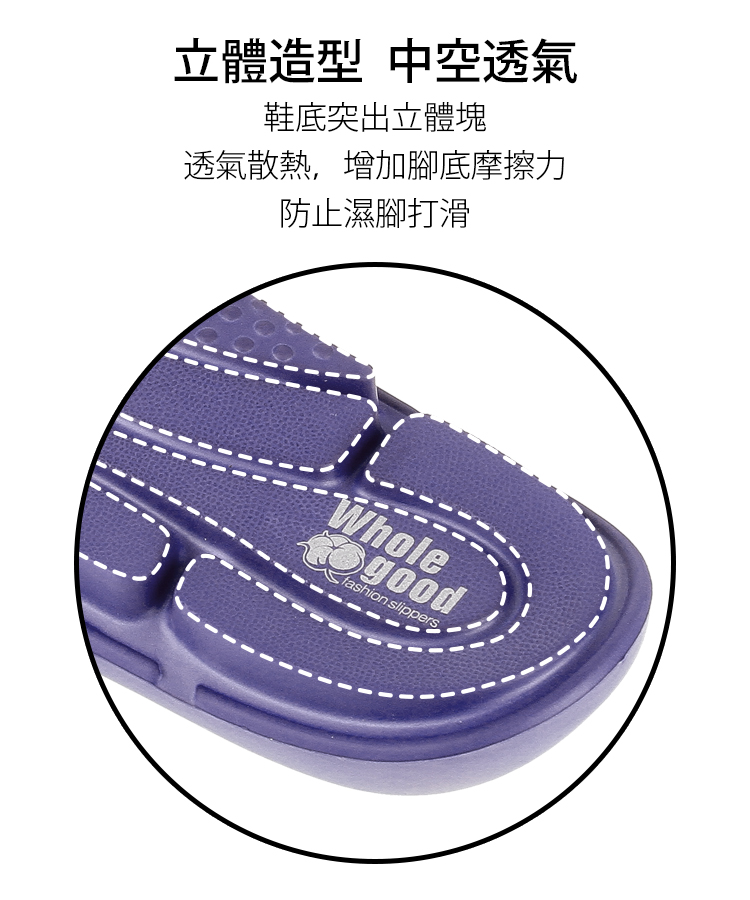 立體造型 中空透氣
鞋底突出立體塊
透氣散熱，增加腳底摩擦力
防止濕腳打滑
Whole
good
fashion slippers